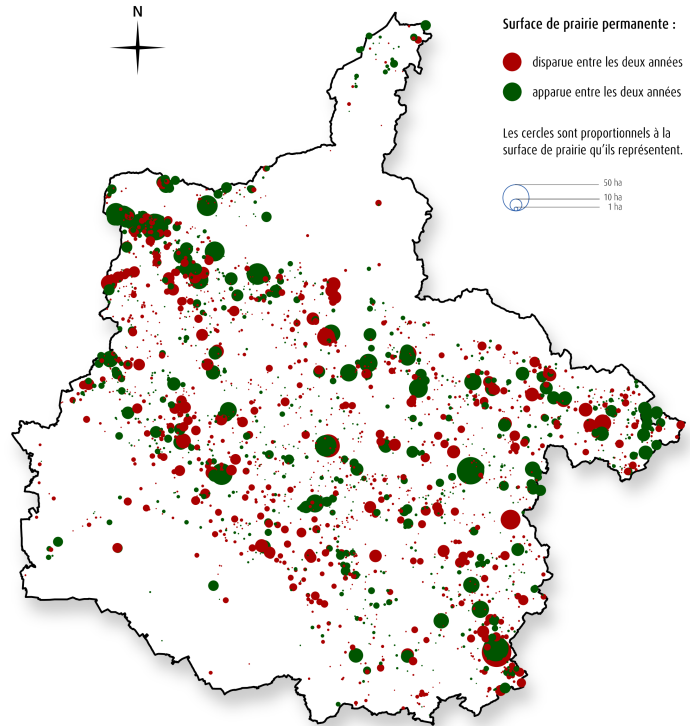 N
Surface de prairie permanente :
disparue entre les deux années
apparue entre les deux années
Les cercles sont proportionnels à la
surface de prairie qu'ils représentent.
50 ha
10 ha
1 ha